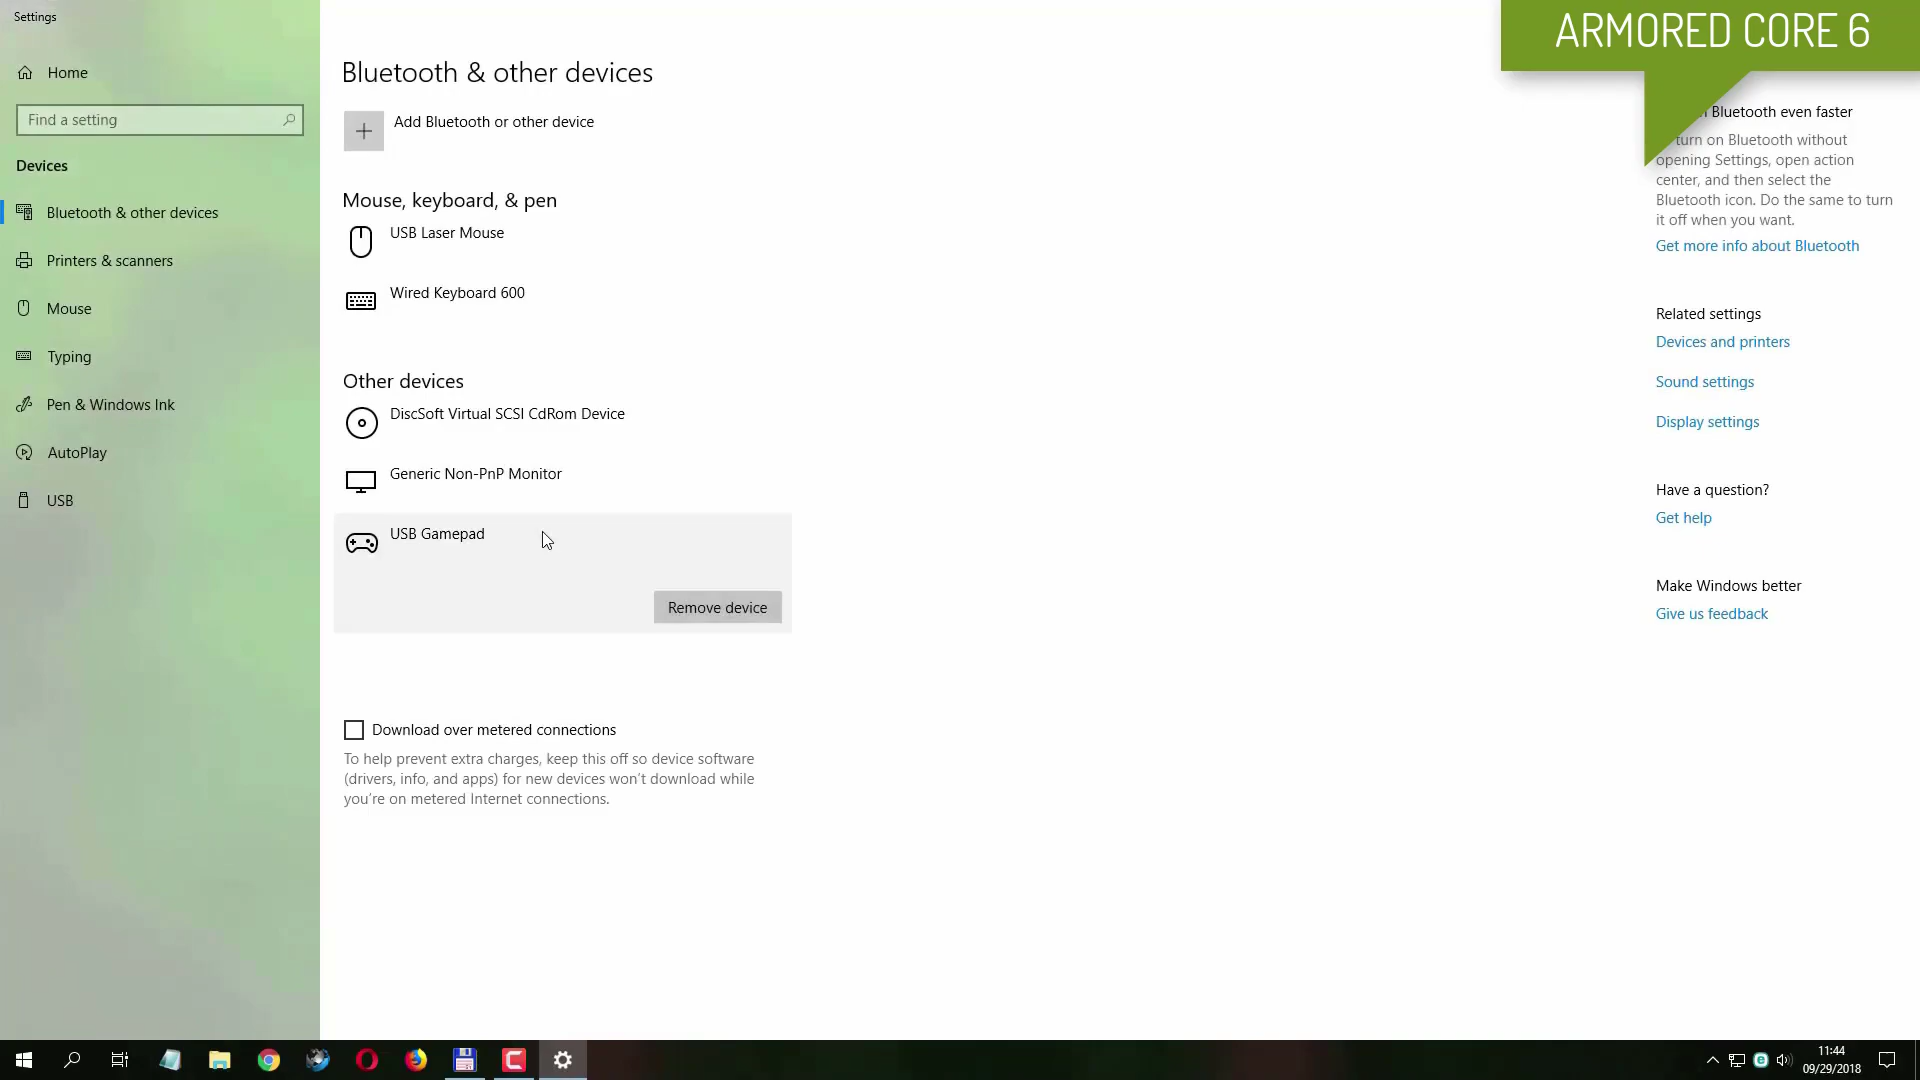 Settings
ARMORED CORE 6
Home
Find a setting
Devices
Bluetooth & other devices
Printers & scanners
Mouse
Typing
Pen & Windows Ink
AutoPlay
USB
Bluetooth & other devices
Add Bluetooth or other device
Mouse, keyboard, & pen
USB Laser Mouse
Wired Keyboard 600
Other devices
DiscSoft Virtual SCSI CdRom Device
Generic Non-PnP Monitor
USB Gamepad
Remove device
Download over metered connections
To help prevent extra charges, keep this off so device software
(drivers, info, and apps) for new devices won't download while
you're on metered Internet connections.
Bluetooth even faster
turn on Bluetooth without
opening Settings, open action
center, and then select the
Bluetooth icon. Do the same to turn
it off when you want.
Get more info about Bluetooth
Related settings
Devices and printers
Sound settings
Display settings
Have a question?
Get help
Make Windows better
Give us feedback
11:44
09/29/2018